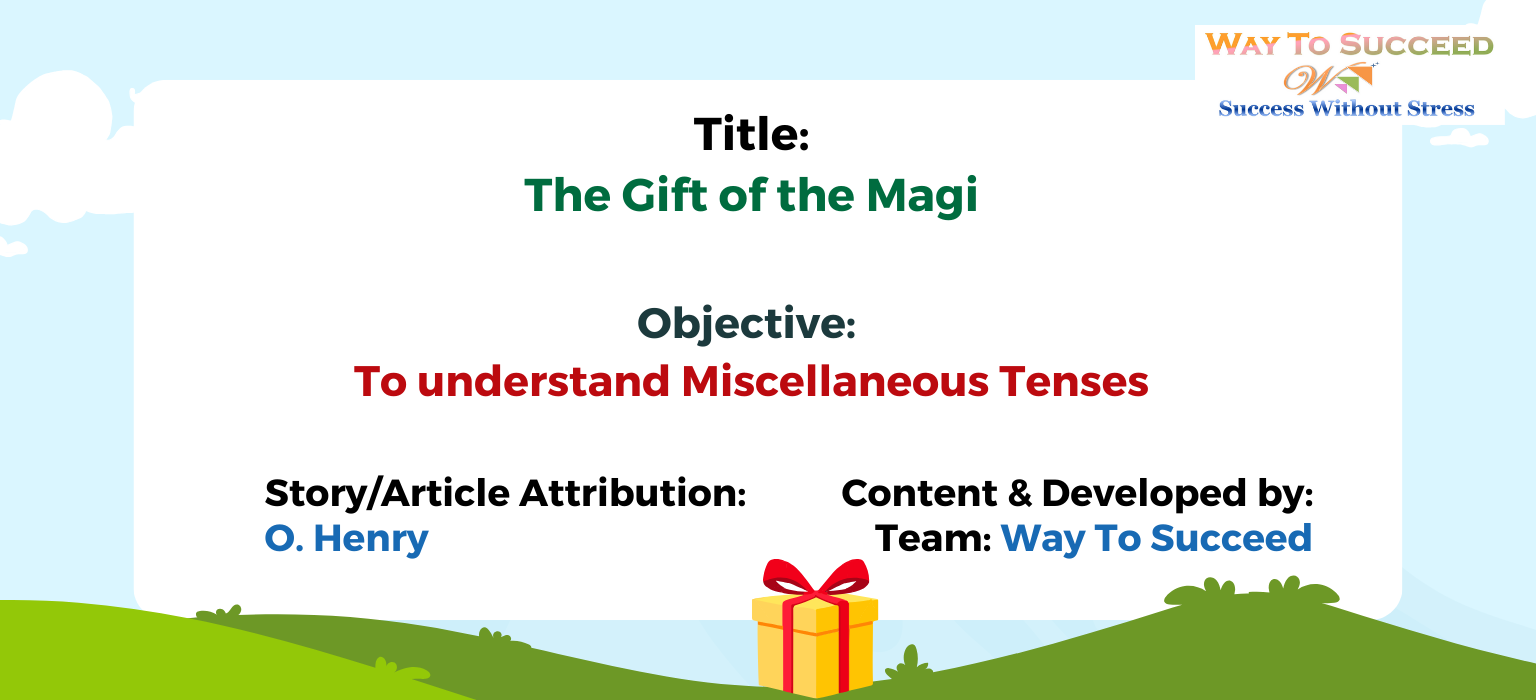 WAY TO SUCCEED
W
Success Without Stress
Title:
The Gift of the Magi
Objective:
To understand Miscellaneous Tenses
Story/Article Attribution:
O. Henry
Content & Developed by:
Team: Way To Succeed